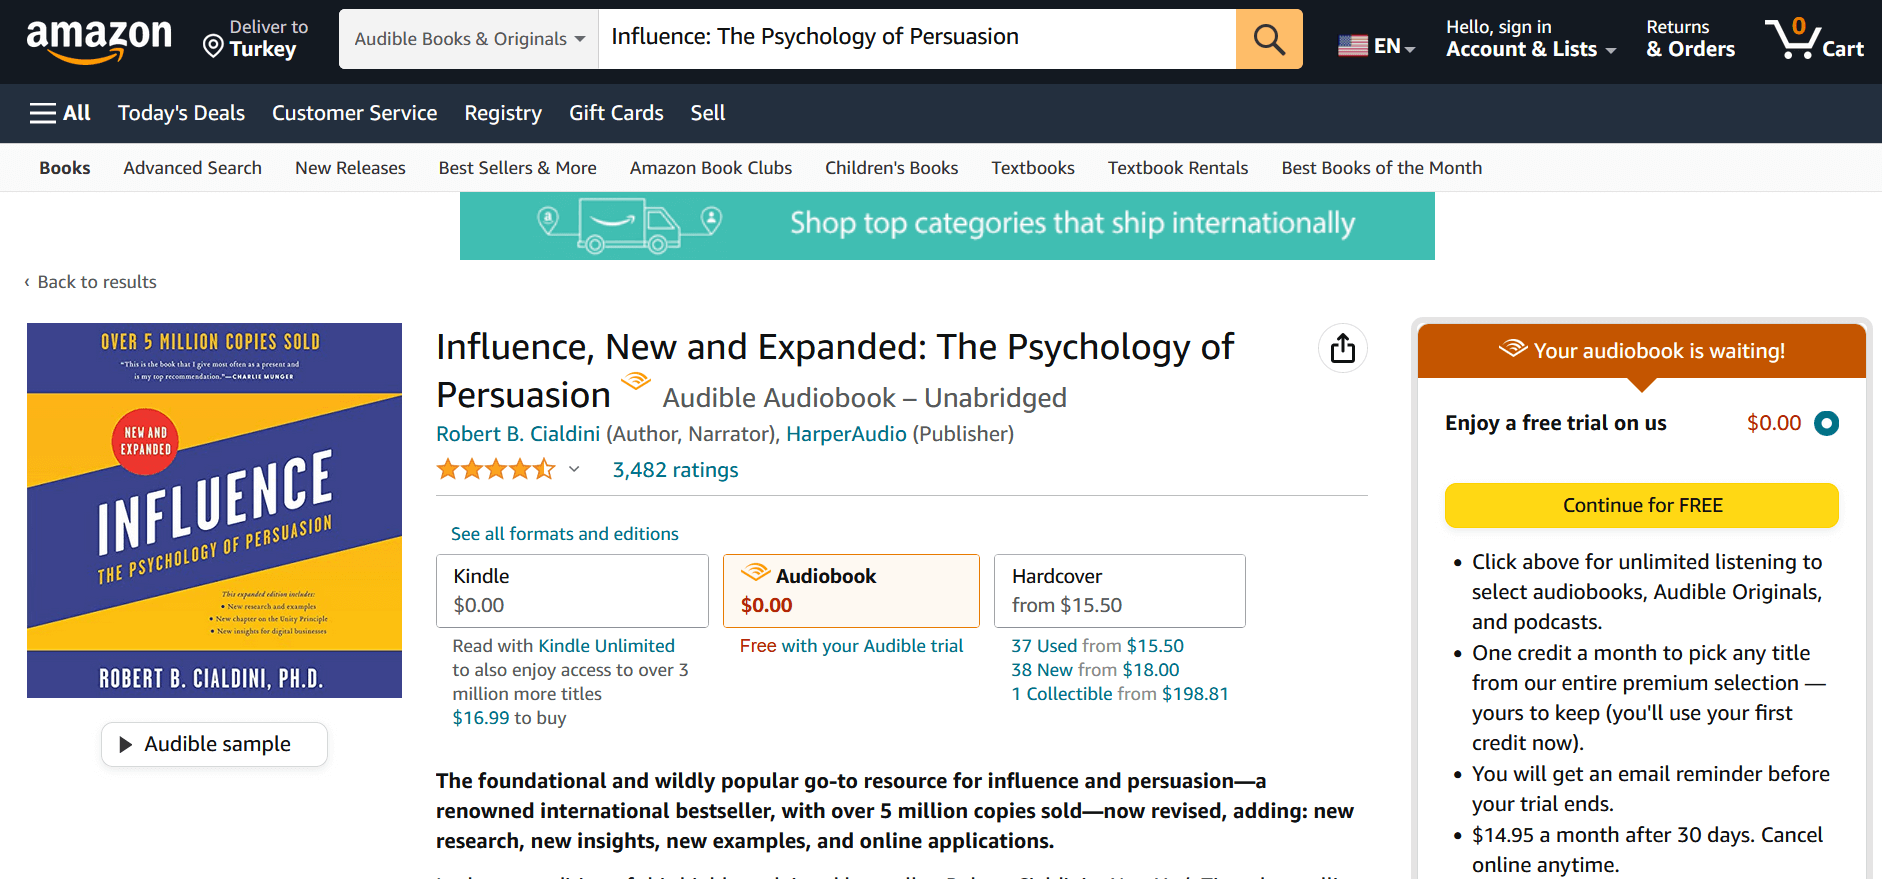 amazon
Deliver to
Turkey
Audible Books & Originals
Influence: The Psychology of Persuasion
EN
Hello, sign in
Account & Lists
Returns
& Orders
0
Cart
All
Today's Deals
Customer Service
Registry
Gift Cards
Sell
Books
Advanced Search
New Releases
Best Sellers & More
Amazon Book Clubs
Children's Books
Textbooks
Textbook Rentals
Best Books of the Month
a
Shop top categories that ship internationally
‹ Back to results
OVER 5 MILLION COPIES SOLD
"This is the book that I give most often as a present and
is my top recommendation."—CHARLIE MUNGER
NEW AND
EXPANDED
INFLUENCE
THE PSYCHOLOGY OF PERSUASION
This expanded edition includes:
• New research and examples
• New chapter on the Unity Principle
• New insights for digital businesses
ROBERT B. CIALDINI, PH.D.
Audible sample
Influence, New and Expanded: The Psychology of
Persuasion Audible Audiobook – Unabridged
Robert B. Cialdini (Author, Narrator), HarperAudio (Publisher)
3,482 ratings
See all formats and editions
Kindle
$0.00
Read with Kindle Unlimited
to also enjoy access to over 3
million more titles
$16.99 to buy
Audiobook
$0.00
Free with your Audible trial
Hardcover
from $15.50
37 Used from $15.50
38 New from $18.00
1 Collectible from $198.81
The foundational and wildly popular go-to resource for influence and persuasion—a
renowned international bestseller, with over 5 million copies sold—now revised, adding: new
research, new insights, new examples, and online applications.
Your audiobook is waiting!
Enjoy a free trial on us
$0.00
Continue for FREE
• Click above for unlimited listening to
select audiobooks, Audible Originals,
and podcasts.
• One credit a month to pick any title
from our entire premium selection —
yours to keep (you'll use your first
credit now).
• You will get an email reminder before
your trial ends.
• $14.95 a month after 30 days. Cancel
online anytime.